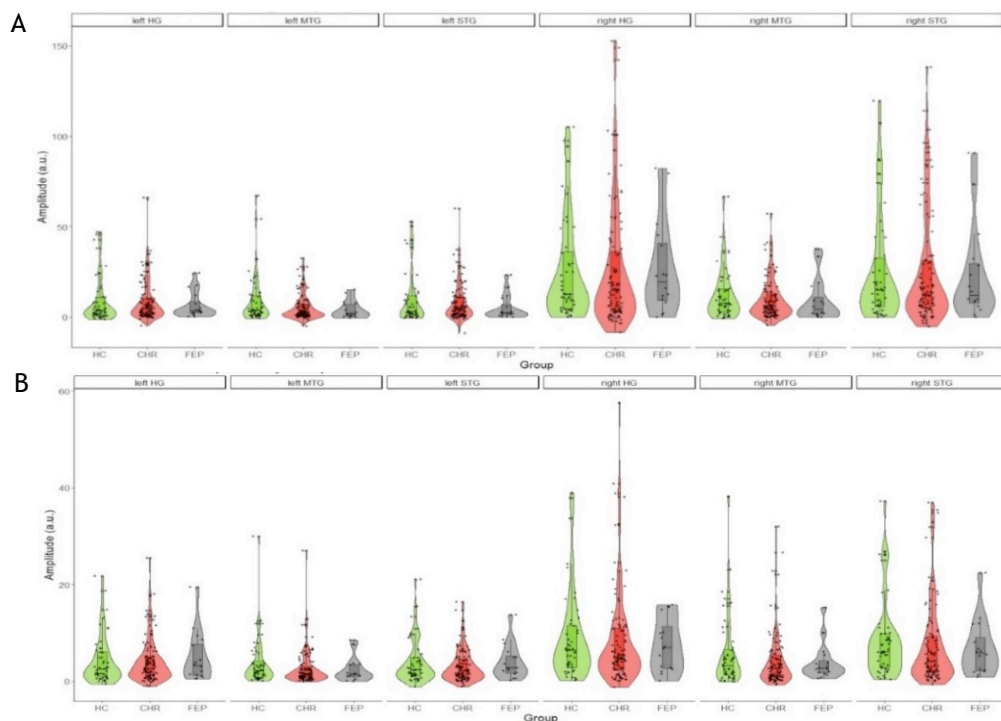 A
left HG left MTG left STG right HG right MTG right STG
150
100
50
0
Amplitude (a.u.)
HC CHR FEP HC CHR FEP HC CHR FEP HC CHR FEP HC CHR FEP HC CHR FEP
Group
B
left HG left MTG left STG right HG right MTG right STG
60
40
20
0
Amplitude (a.u.)
HC CHR FEP HC CHR FEP HC CHR FEP HC CHR FEP HC CHR FEP HC CHR FEP
Group